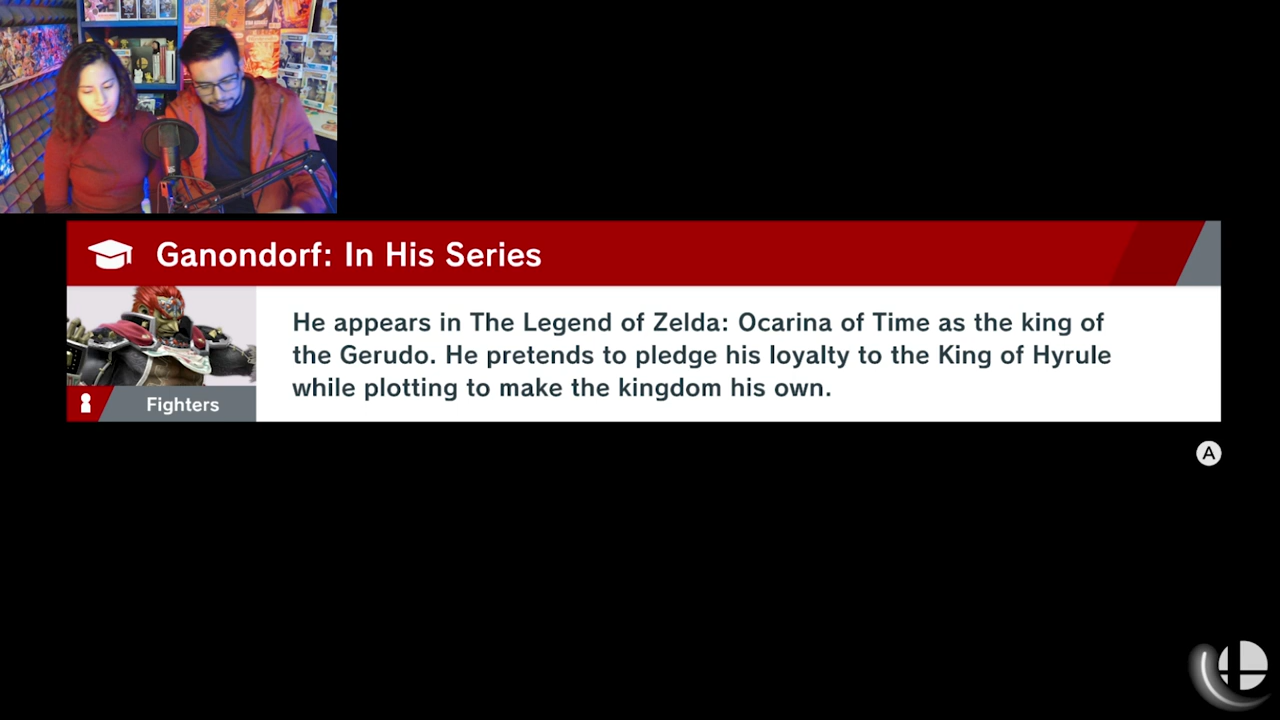 Ganondorf: In His Series
He appears in The Legend of Zelda: Ocarina of Time as the king of
the Gerudo. He pretends to pledge his loyalty to the King of Hyrule
while plotting to make the kingdom his own.
Fighters
A